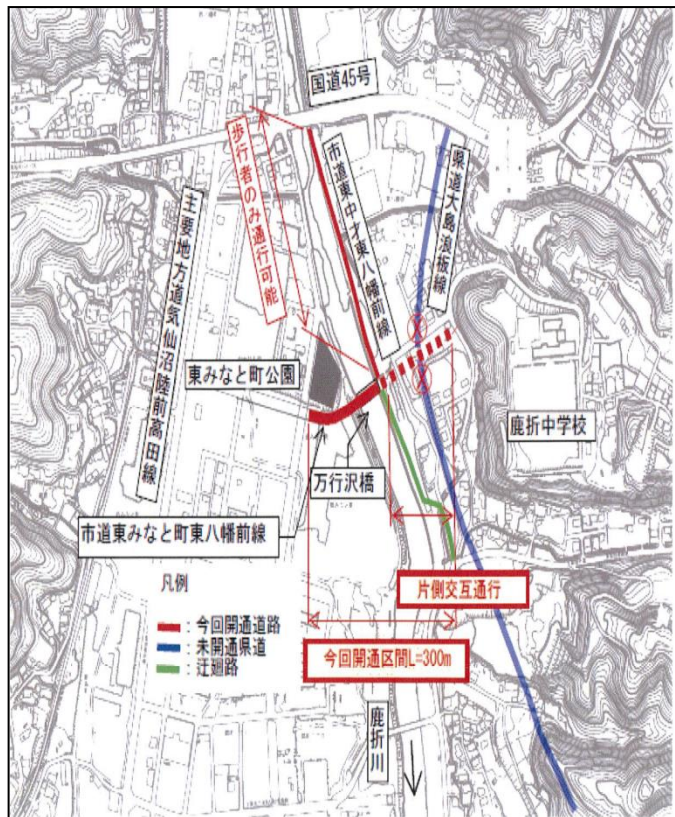 国道45号
歩行者のみ通行可能
市道東中才東八幡前線
県道大島浪板線
主要地方道気仙沼陸前高田線
東みなと町公園
鹿折中学校
万行沢橋
市道東みなと町東八幡前線
凡例
片側交互通行
:今回開通道路
:未開通県道
:迂廻路
今回開通区間L=300m
鹿折川